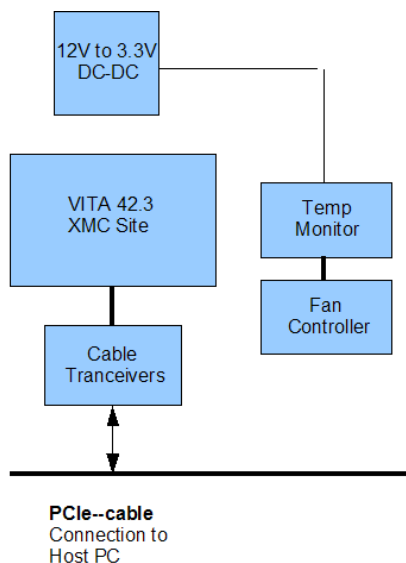 12V to 3.3V
DC-DC
VITA 42.3
XMC Site
Temp
Monitor
Fan
Controller
Cable
Tranceivers
PCIe--cable
Connection to
Host PC